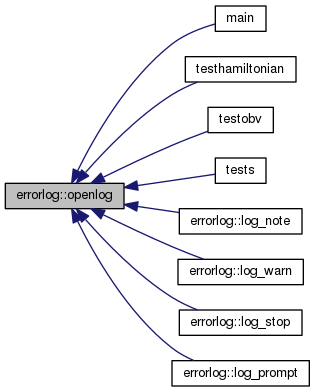 main
testhamiltonian
testobv
tests
errorlog::openlog
errorlog::log_note
errorlog::log_warn
errorlog::log_stop
errorlog::log_prompt